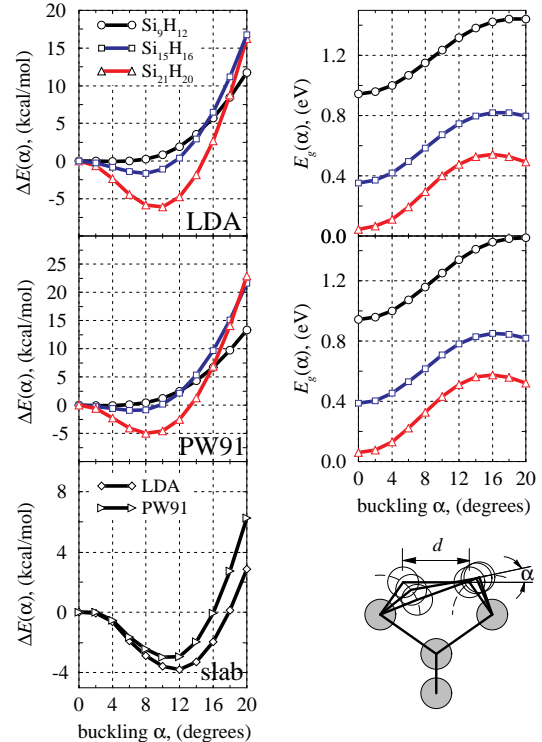 Si9H12
Si15H16
Si21H20
20
15
10
5
0
-5
ΔE(α), (kcal/mol)
LDA
1.2
0.8
0.4
0.0
Eg(α), (eV)
25
20
15
10
5
0
-5
ΔE(α), (kcal/mol)
PW91
1.2
0.8
0.4
0.0
Eg(α), (eV)
0 4 8 12 16 20
buckling α, (degrees)
LDA
PW91
8
4
0
-4
ΔE(α), (kcal/mol)
slab
0 4 8 12 16 20
buckling α, (degrees)
d
α